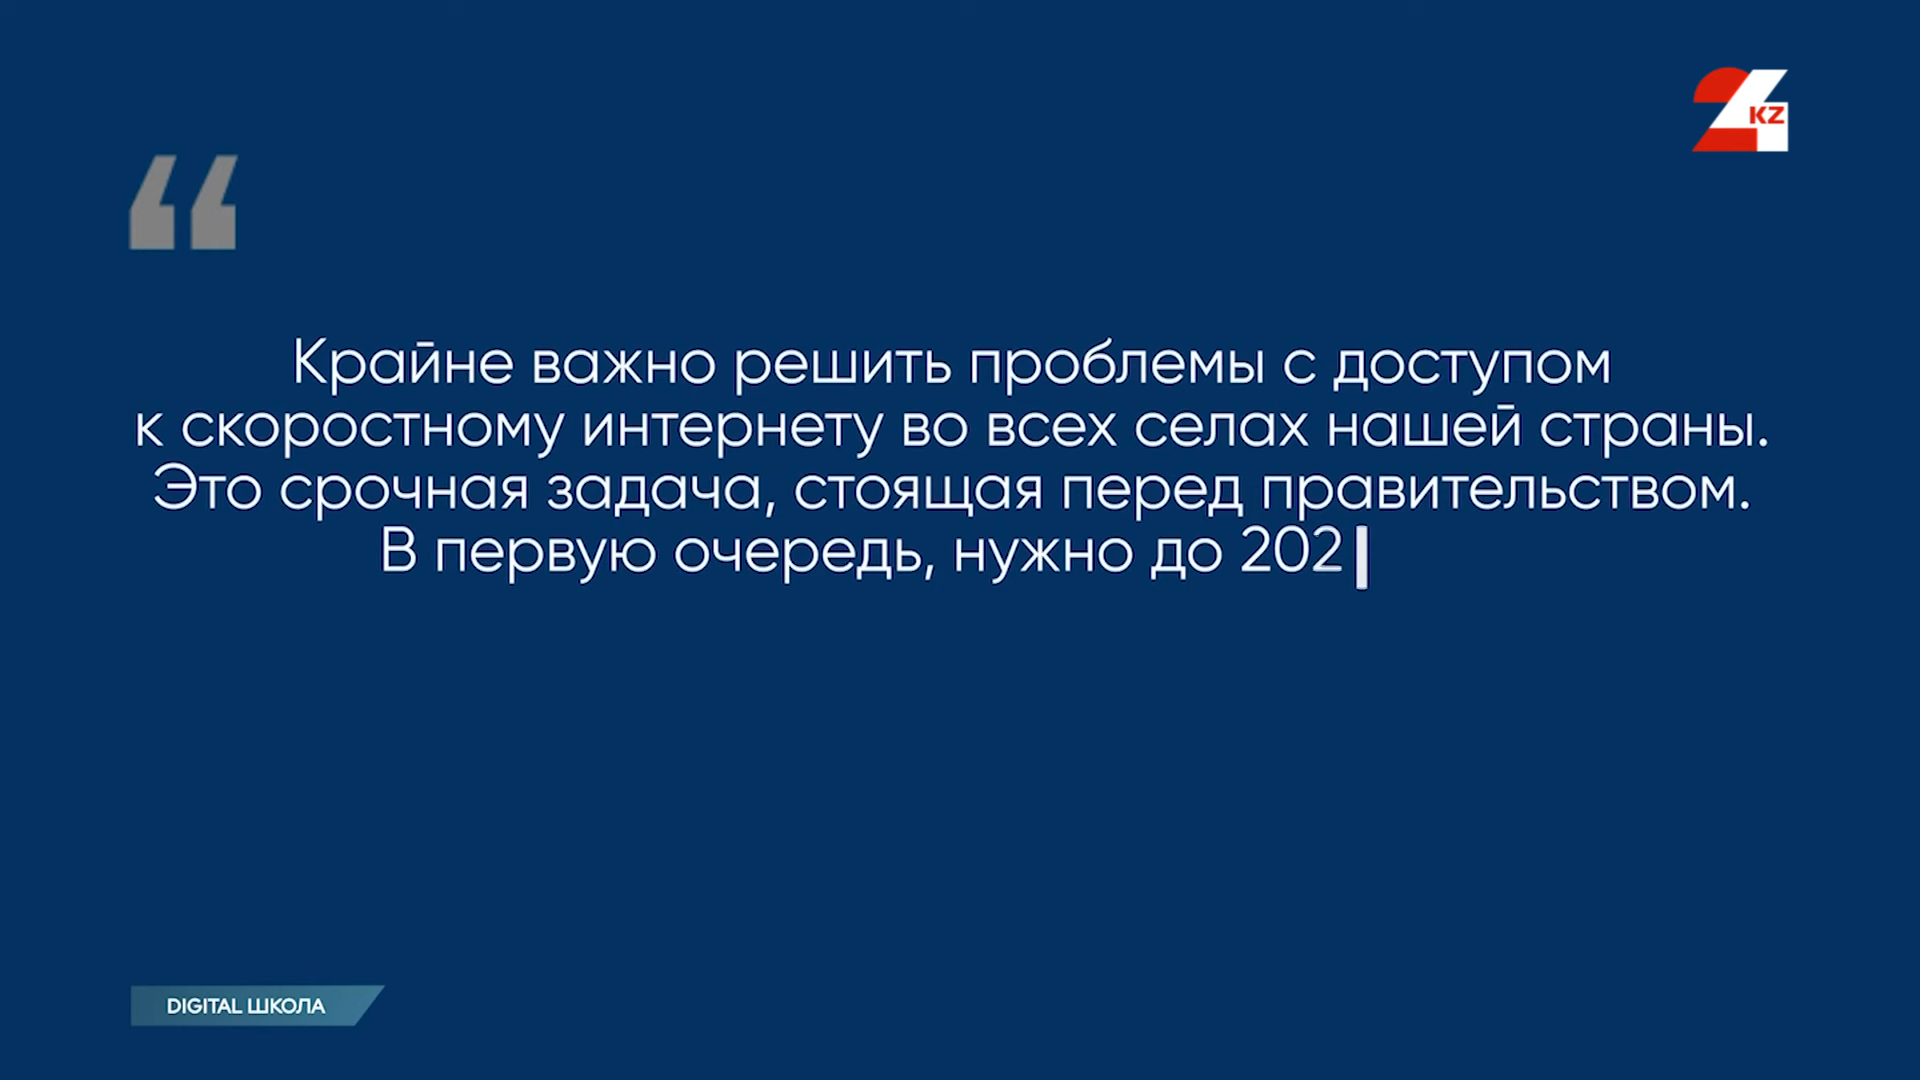 24
KZ
“
Крайне важно решить проблемы с доступом
к скоростному интернету во всех селах нашей страны.
Это срочная задача, стоящая перед правительством.
В первую очередь, нужно до 202
DIGITAL ШКОЛА